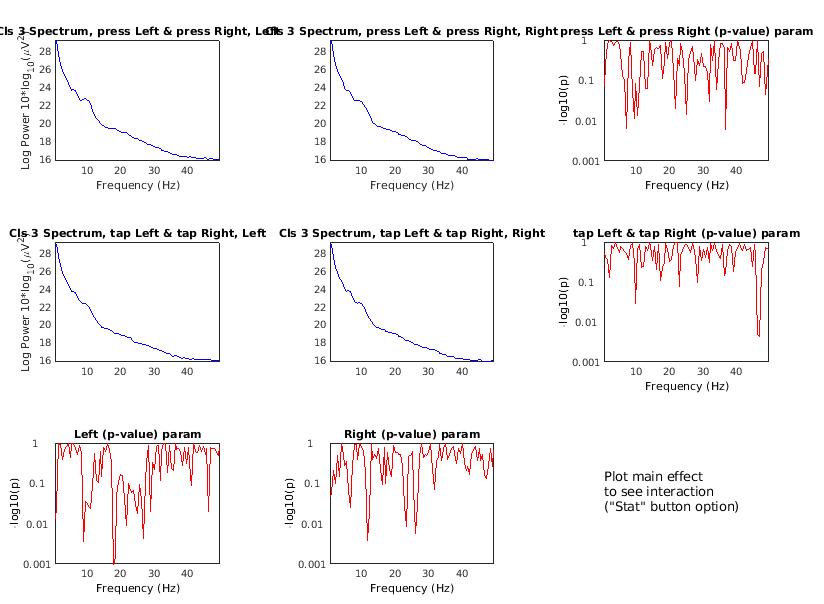 Cls 3 Spectrum, press Left & press Right, Left
Cls 3 Spectrum, press Left & press Right, Right
press Left & press Right (p-value) param
Log Power 10*log10(μV2)
28
26
24
22
20
18
16
10 20 30 40
Frequency (Hz)
28
26
24
22
20
18
16
10 20 30 40
Frequency (Hz)
-log10(p)
1
0.1
0.01
0.001
10 20 30 40
Cls 3 Spectrum, tap Left & tap Right, Left
Cls 3 Spectrum, tap Left & tap Right, Right
tap Left & tap Right (p-value) param
Log Power 10*log10(μV2)
28
26
24
22
20
18
16
10 20 30 40
28
26
24
22
20
18
16
10 20 30 40
-log10(p)
1
0.1
0.01
0.001
10 20 30 40
Frequency (Hz)
Left (p-value) param
-log10(p)
1
0.1
0.01
0.001
10 20 30 40
Frequency (Hz)
Right (p-value) param
-log10(p)
1
0.1
0.01
0.001
10 20 30 40
Frequency (Hz)
Plot main effect
to see interaction
("Stat" button option)